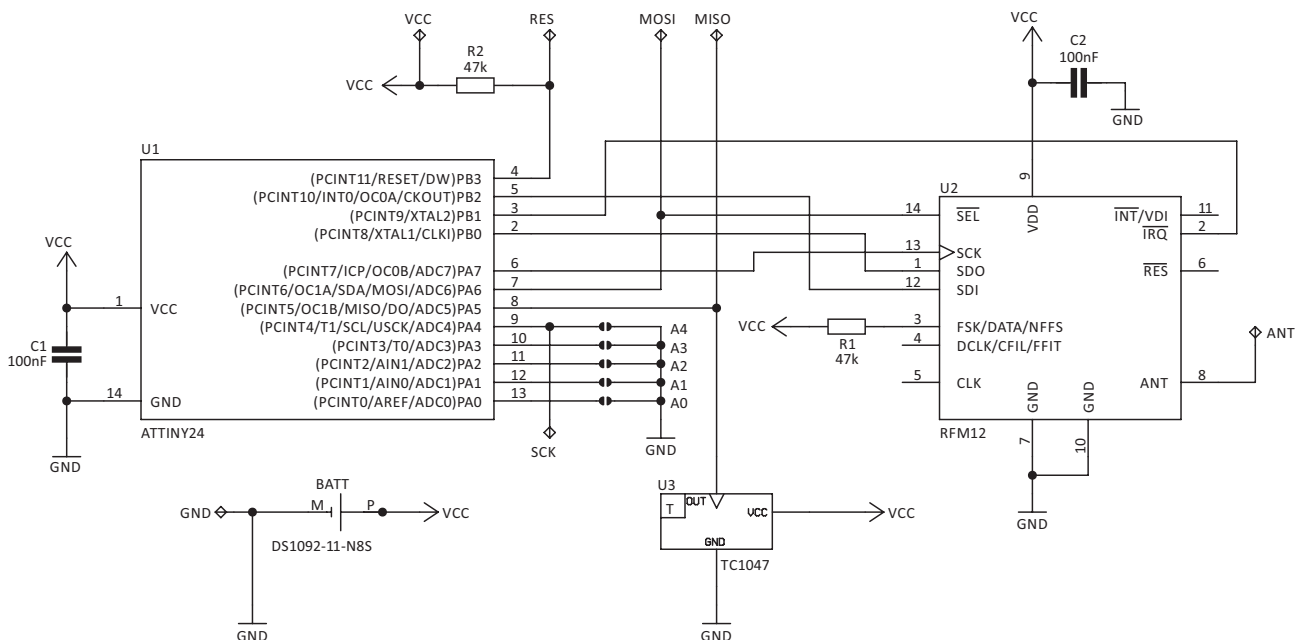 VCC
RES
MOSI
MISO
VCC
R2
47k
VCC
C2
100nF
GND
U1
4
(PCINT11/RESET/DW)PB3
5
(PCINT10/INT0/OC0A/CKOUT)PB2
3
(PCINT9/XTAL2)PB1
2
(PCINT8/XTAL1/CLKI)PB0
6
(PCINT7/ICP/OC0B/ADC7)PA7
7
(PCINT6/OC1A/SDA/MOSI/ADC6)PA6
8
(PCINT5/OC1B/MISO/DO/ADC5)PA5
9
(PCINT4/T1/SCL/USCK/ADC4)PA4
10
(PCINT3/T0/ADC3)PA3
11
(PCINT2/AIN1/ADC2)PA2
12
(PCINT1/AIN0/ADC1)PA1
13
(PCINT0/AREF/ADC0)PA0
VCC
1
VCC
C1
100nF
14
GND
GND
ATTINY24
A4
A3
A2
A1
A0
SCK
GND
U2
9
VDD
14
SEL
INT/VDI
11
IRQ
2
13
SCK
1
SDO
RES
6
12
SDI
VCC
R1
47k
3
FSK/DATA/NFFS
4
DCLK/CFIL/FFIT
5
CLK
ANT
8
ANT
GND
GND
RFM12
7
10
GND
BATT
GND
M
P
VCC
DS1092-11-N8S
GND
U3
T
OUT
VCC
GND
VCC
TC1047
GND